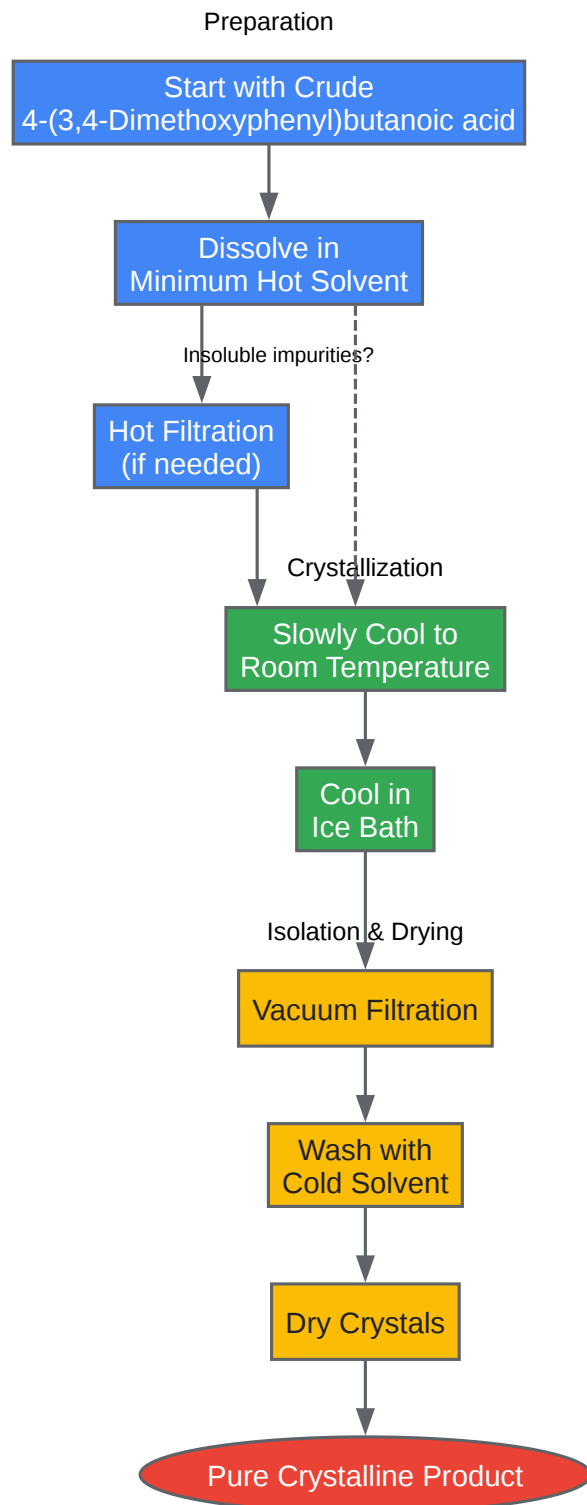 Preparation
Start with Crude
4-(3,4-Dimethoxyphenyl)butanoic acid
Dissolve in
Minimum Hot Solvent
Insoluble impurities?
Hot Filtration
(if needed)
Crystallization
Slowly Cool to
Room Temperature
Cool in
Ice Bath
Isolation & Drying
Vacuum Filtration
Wash with
Cold Solvent
Dry Crystals
Pure Crystalline Product